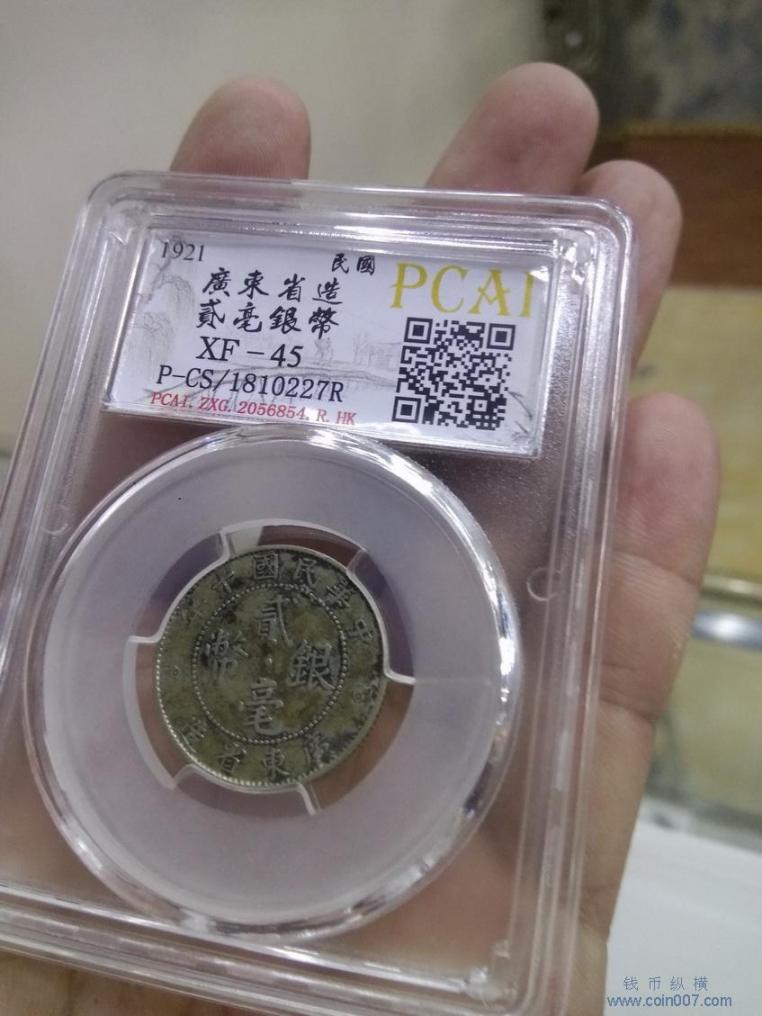 1921
民國
PCAI
廣東省造
貳毫銀幣
XF-45
P-CS/1810227R
PCAI. ZXG. 2056854. R. HK
中華民國十年
貳毫銀幣
廣東省造
钱币纵横
www.coin007.com